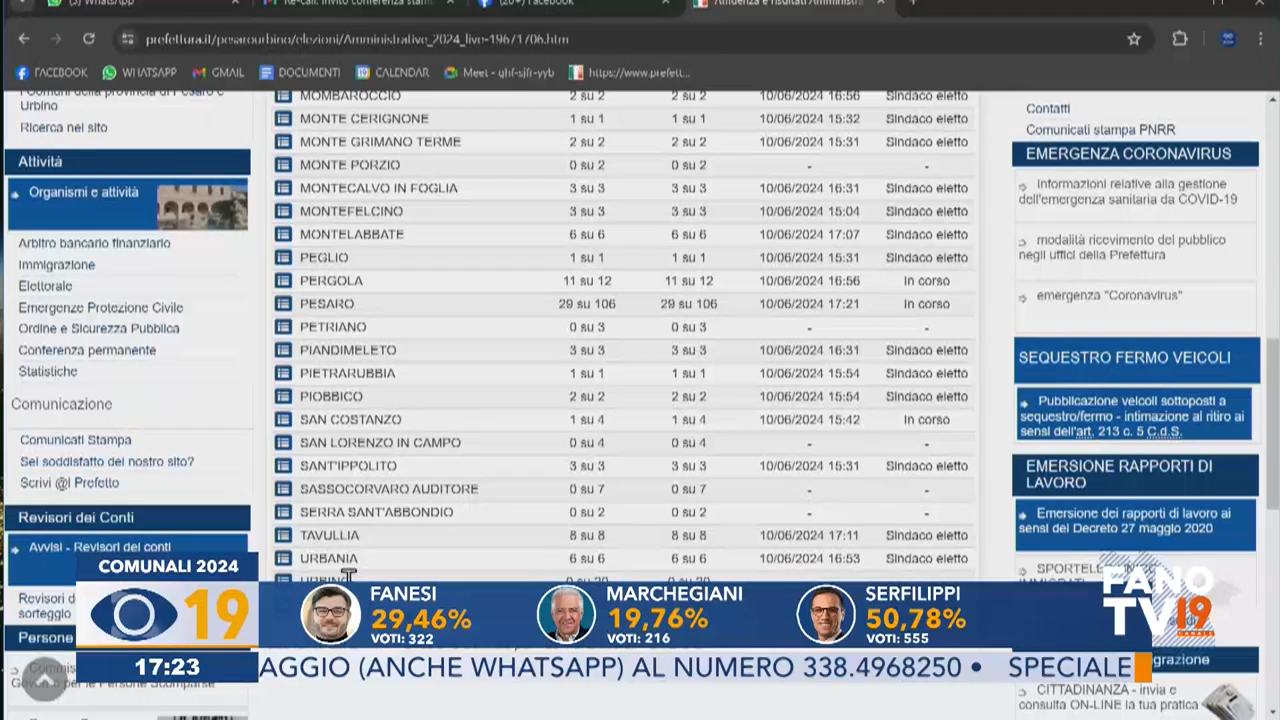 (3) WhatsApp
Re-call: Invito conferenza stam
(20+) Facebook
Affluenza e risultati Amministra
prefettura.it/pesarourbino/elezioni/Amministrative_2024_live-19671706.htm
FACEBOOK WHATSAPP GMAIL DOCUMENTI CALENDAR Meet - qhf-sjfr-yyb https://www.prefett...
I Comuni della provincia di Pesaro e
Urbino
Ricerca nel sito
Attività
Organismi e attività
Arbitro bancario finanziario
Immigrazione
Elettorale
Emergenze Protezione Civile
Ordine e Sicurezza Pubblica
Conferenza permanente
Statistiche
Comunicazione
Comunicati Stampa
Sei soddisfatto del nostro sito?
Scrivi @l Prefetto
Revisori dei Conti
Avvisi - Revisori dei conti
Revisori d
sorteggio
Persone
MOMBAROCCIO 2 su 2 2 su 2 10/06/2024 16:56 Sindaco eletto
MONTE CERIGNONE 1 su 1 1 su 1 10/06/2024 15:32 Sindaco eletto
MONTE GRIMANO TERME 2 su 2 2 su 2 10/06/2024 15:31 Sindaco eletto
MONTE PORZIO 0 su 2 0 su 2 - -
MONTECALVO IN FOGLIA 3 su 3 3 su 3 10/06/2024 16:31 Sindaco eletto
MONTEFELCINO 3 su 3 3 su 3 10/06/2024 15:04 Sindaco eletto
MONTELABBATE 6 su 6 6 su 6 10/06/2024 17:07 Sindaco eletto
PEGLIO 1 su 1 1 su 1 10/06/2024 15:31 Sindaco eletto
PERGOLA 11 su 12 11 su 12 10/06/2024 16:56 In corso
PESARO 29 su 106 29 su 106 10/06/2024 17:21 In corso
PETRIANO 0 su 3 0 su 3 - -
PIANDIMELETO 3 su 3 3 su 3 10/06/2024 16:31 Sindaco eletto
PIETRARUBBIA 1 su 1 1 su 1 10/06/2024 15:54 Sindaco eletto
PIOBBICO 2 su 2 2 su 2 10/06/2024 15:54 Sindaco eletto
SAN COSTANZO 1 su 4 1 su 4 10/06/2024 15:42 In corso
SAN LORENZO IN CAMPO 0 su 4 0 su 4 - -
SANT'IPPOLITO 3 su 3 3 su 3 10/06/2024 15:31 Sindaco eletto
SASSOCORVARO AUDITORE 0 su 7 0 su 7 - -
SERRA SANT'ABBONDIO 0 su 2 0 su 2 - -
TAVULLIA 8 su 8 8 su 8 10/06/2024 17:11 Sindaco eletto
URBANIA 6 su 6 6 su 6 10/06/2024 16:53 Sindaco eletto
Contatti
Comunicati stampa PNRR
EMERGENZA CORONAVIRUS
Informazioni relative alla gestione
dell'emergenza sanitaria da COVID-19
modalità ricevimento del pubblico
negli uffici della Prefettura
emergenza "Coronavirus"
SEQUESTRO FERMO VEICOLI
Pubblicazione veicoli sottoposti a
sequestro/fermo - intimazione al ritiro ai
sensi dell'art. 213 c. 5 C.d.S.
EMERSIONE RAPPORTI DI
LAVORO
Emersione dei rapporti di lavoro ai
sensi del Decreto 27 maggio 2020
SPORTELL
grazione
CITTADINANZA - invia e
consulta ON-LINE la tua pratica
COMUNALI 2024
19
17:23
FANESI
29,46%
VOTI: 322
MARCHEGIANI
19,76%
VOTI: 216
SERFILIPPI
50,78%
VOTI: 555
FANO
TV19
CANALE
AGGIO (ANCHE WHATSAPP) AL NUMERO 338.4968250 • SPECIALE